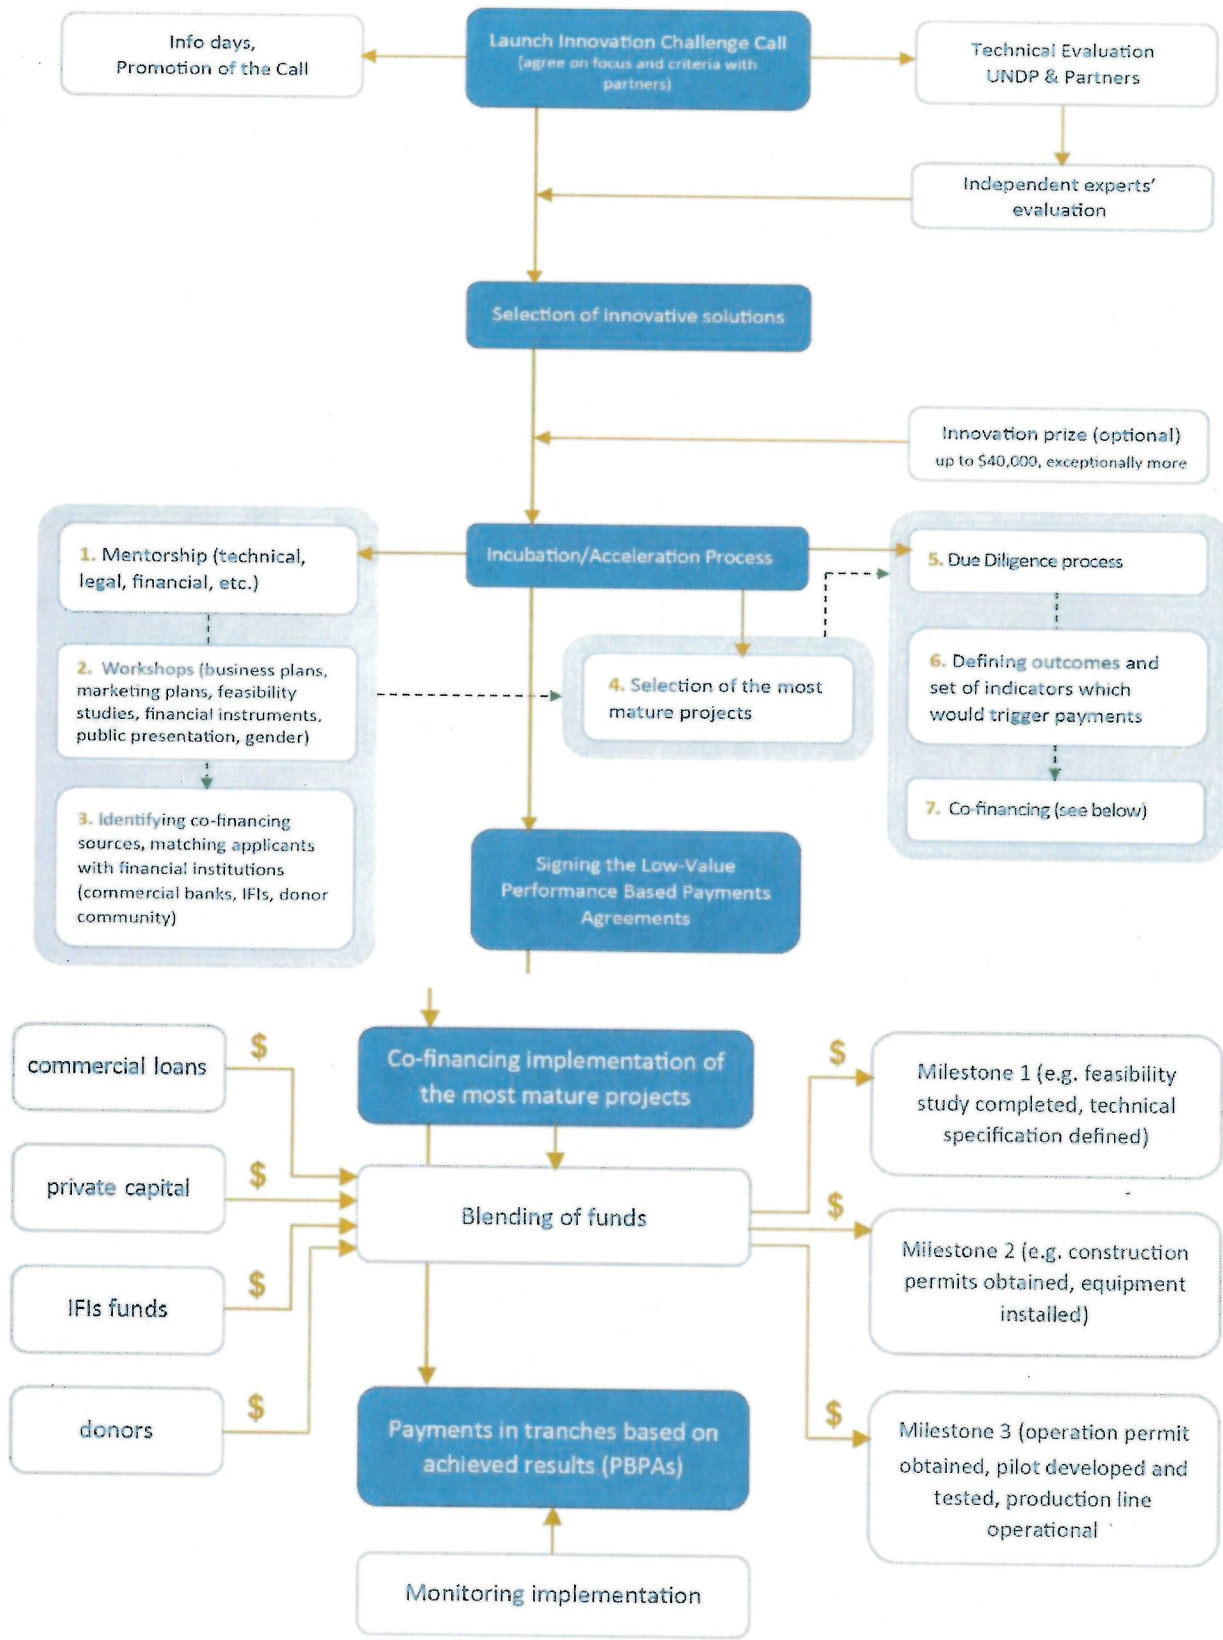 Info days,
Promotion of the Call
Launch Innovation Challenge Call
(agree on focus and criteria with
partners)
Technical Evaluation
UNDP & Partners
Independent experts'
evaluation
Selection of innovative solutions
Innovation prize (optional)
up to $40,000, exceptionally more
1. Mentorship (technical,
legal, financial, etc.)
2. Workshops (business plans,
marketing plans, feasibility
studies, financial instruments,
public presentation, gender)
3. Identifying co-financing
sources, matching applicants
with financial institutions
(commercial banks, IFIs, donor
community)
Incubation/Acceleration Process
4. Selection of the most
mature projects
5. Due Diligence process
6. Defining outcomes and
set of indicators which
would trigger payments
7. Co-financing (see below)
Signing the Low-Value
Performance Based Payments
Agreements
commercial loans
$
private capital
$
IFIs funds
$
donors
$
Co-financing implementation of
the most mature projects
Blending of funds
Payments in tranches based on
achieved results (PBPAs)
Monitoring implementation
$
Milestone 1 (e.g. feasibility
study completed, technical
specification defined)
$
Milestone 2 (e.g. construction
permits obtained, equipment
installed)
$
Milestone 3 (operation permit
obtained, pilot developed and
tested, production line
operational